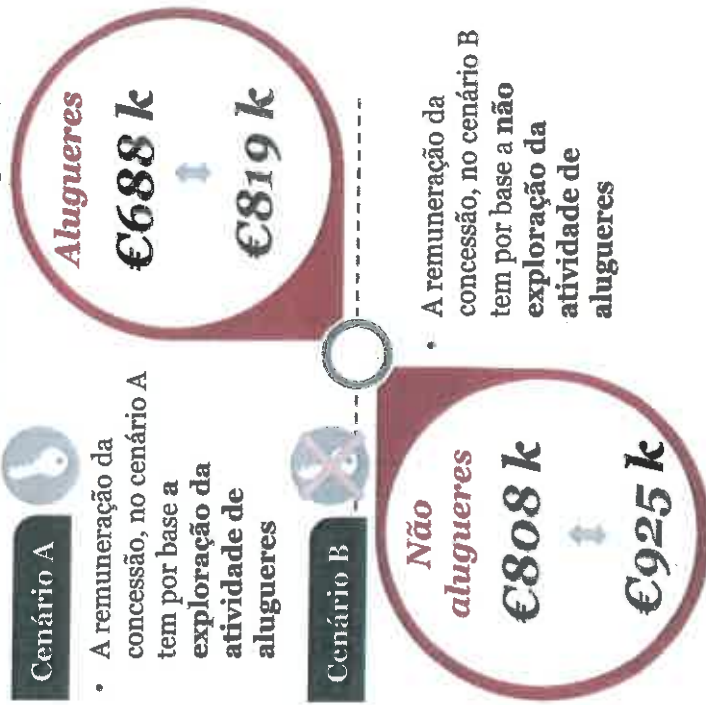 Cenário A
• A remuneração da
concessão, no cenário A
tem por base a
exploração da
atividade de
alugueres
Alugueres
€688 k
€819 k
Cenário B
Não
alugueres
€808 k
€925 k
• A remuneração da
concessão, no cenário B
tem por base a não
exploração da
atividade de
alugueres